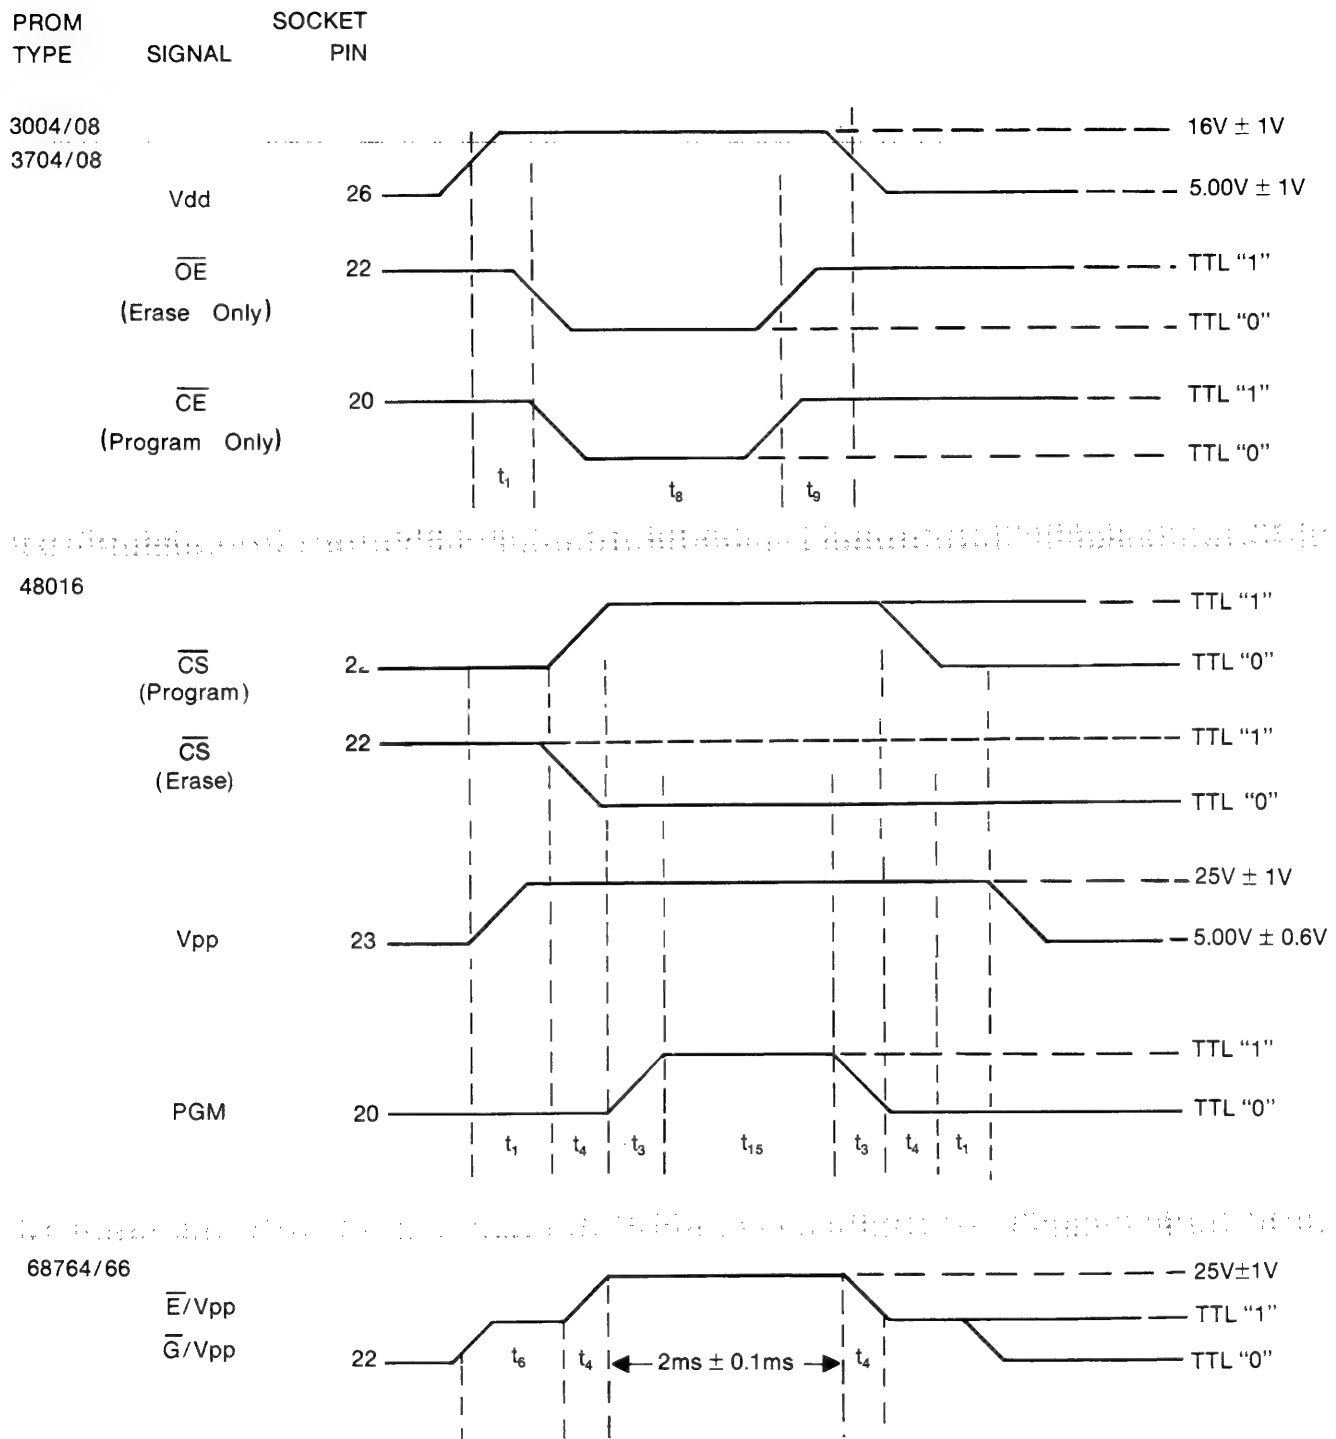 PROM SOCKET
TYPE SIGNAL PIN
3004/08 16V ± 1V
3704/08
Vdd 26 5.00V ± 1V
O̅E̅ 22 TTL “1”
(Erase Only) TTL “0”
C̅E̅ 20 TTL “1”
(Program Only) TTL “0”
t₁ t₈ t₉
48016
TTL “1”
C̅S̅ TTL “0”
(Program)
C̅S̅ 22 TTL “1”
(Erase) TTL “0”
25V ± 1V
Vpp 23 5.00V ± 0.6V
TTL “1”
PGM 20 TTL “0”
t₁ t₄ t₃ t₁₅ t₃ t₄ t₁
68764/66 25V±1V
E̅/Vpp TTL “1”
G̅/Vpp 22 t₆ t₄ 2ms ± 0.1ms t₄ TTL “0”